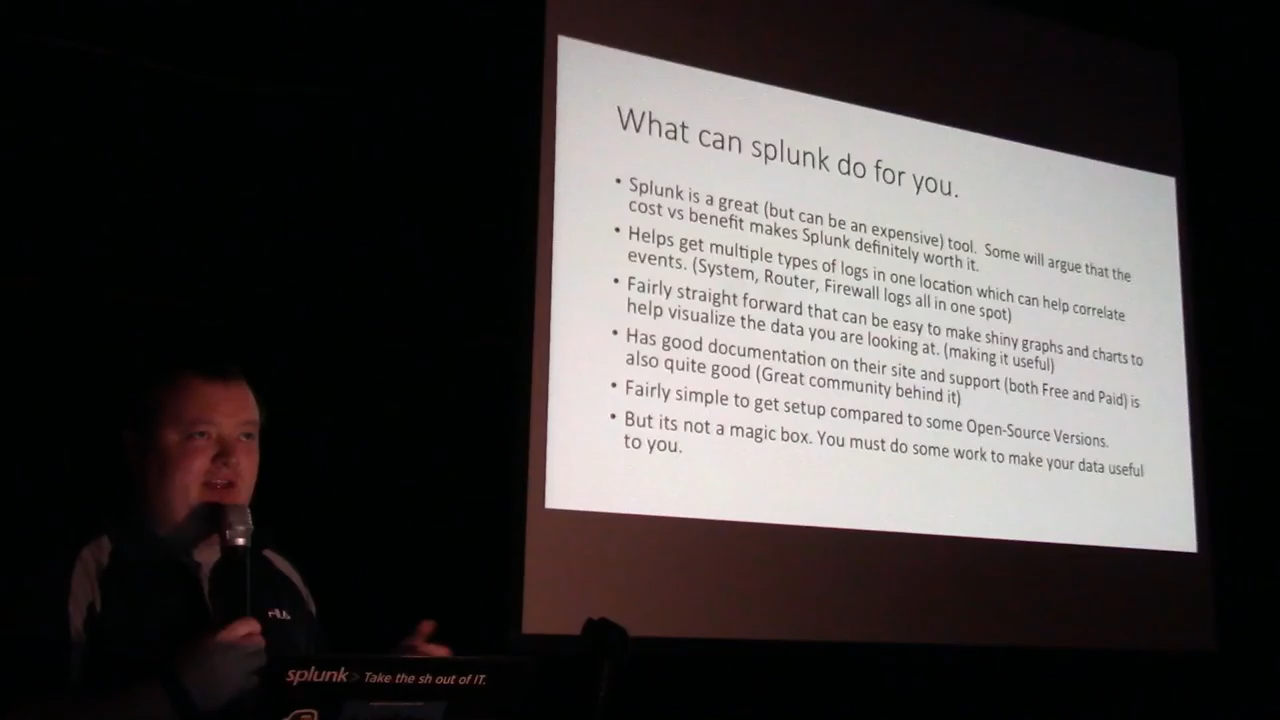 What can splunk do for you.
• Splunk is a great (but can be an expensive) tool. Some will argue that the
cost vs benefit makes Splunk definitely worth it.
• Helps get multiple types of logs in one location which can help correlate
events. (System, Router, Firewall logs all in one spot)
• Fairly straight forward that can be easy to make shiny graphs and charts to
help visualize the data you are looking at. (making it useful)
• Has good documentation on their site and support (both Free and Paid) is
also quite good (Great community behind it)
• Fairly simple to get setup compared to some Open-Source Versions.
• But its not a magic box. You must do some work to make your data useful
to you.
FILA
splunk> Take the sh out of IT.